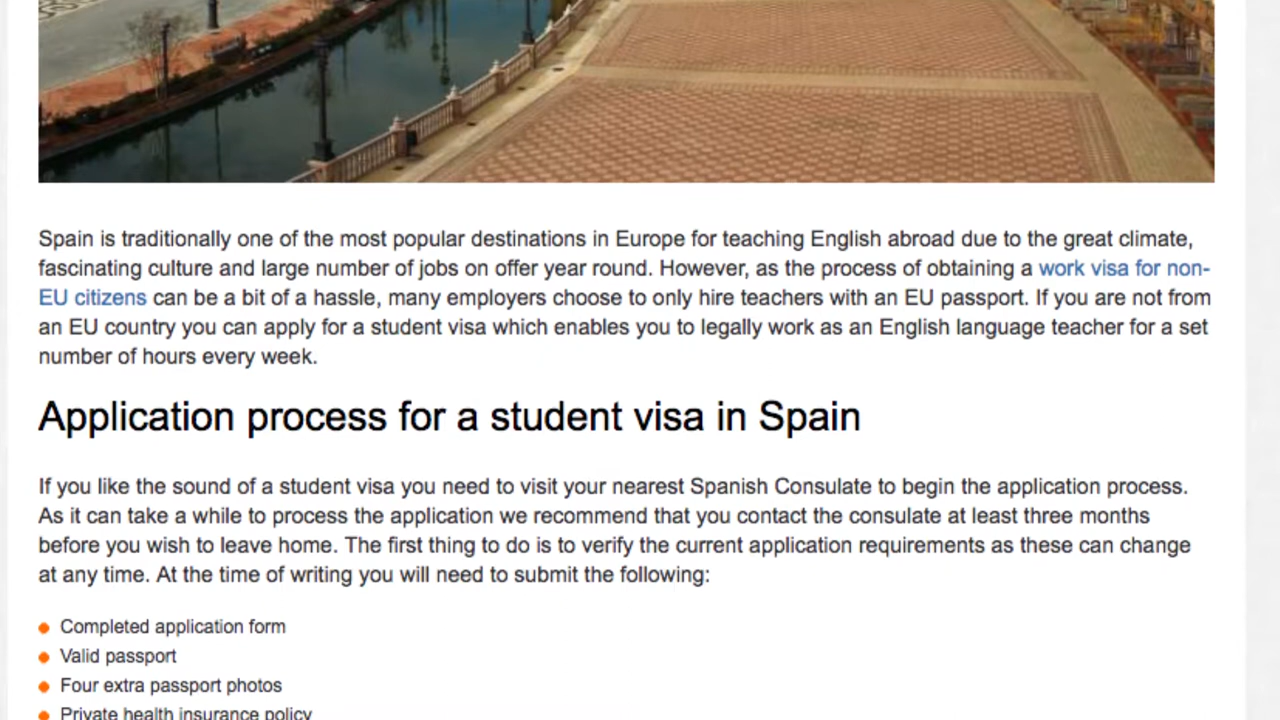 Spain is traditionally one of the most popular destinations in Europe for teaching English abroad due to the great climate,
fascinating culture and large number of jobs on offer year round. However, as the process of obtaining a work visa for non-
EU citizens can be a bit of a hassle, many employers choose to only hire teachers with an EU passport. If you are not from
an EU country you can apply for a student visa which enables you to legally work as an English language teacher for a set
number of hours every week.
Application process for a student visa in Spain
If you like the sound of a student visa you need to visit your nearest Spanish Consulate to begin the application process.
As it can take a while to process the application we recommend that you contact the consulate at least three months
before you wish to leave home. The first thing to do is to verify the current application requirements as these can change
at any time. At the time of writing you will need to submit the following:
Completed application form
Valid passport
Four extra passport photos
Private health insurance policy